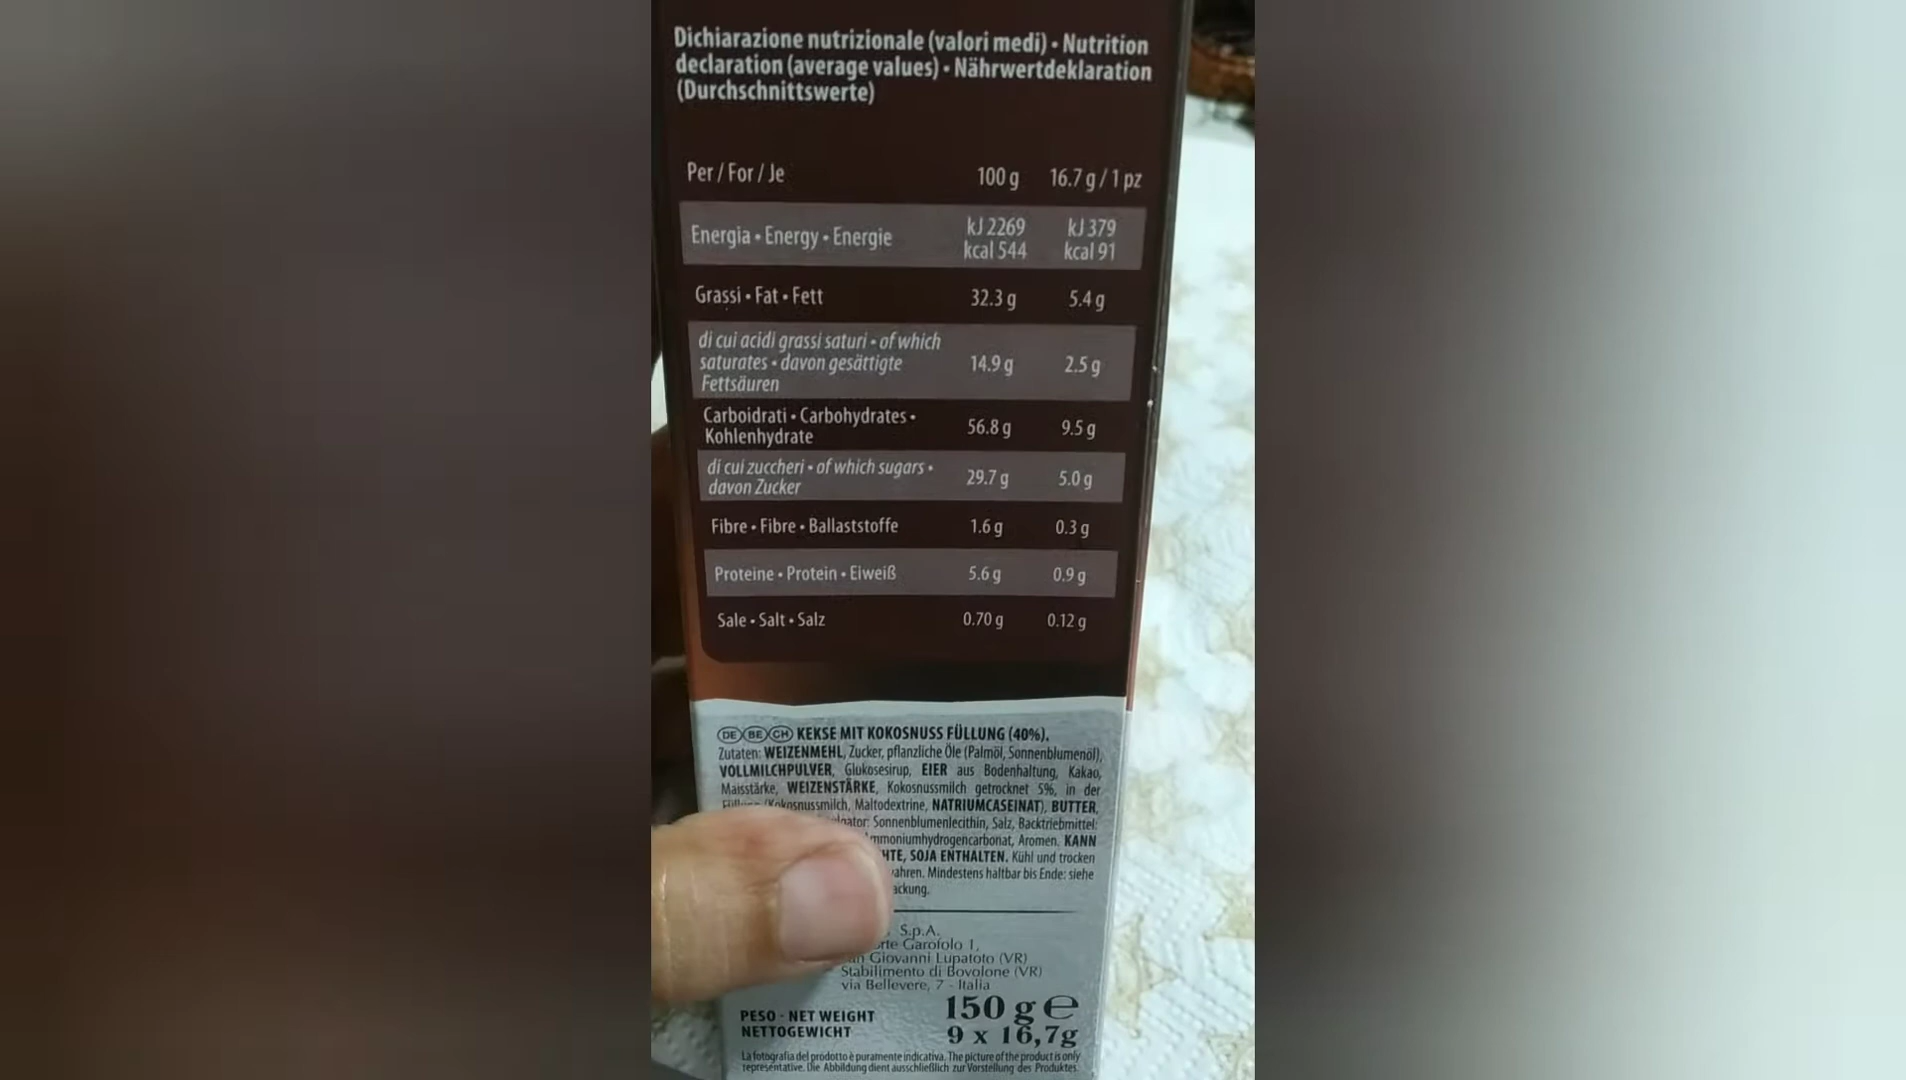 Dichiarazione nutrizionale (valori medi) • Nutrition
declaration (average values) • Nährwertdeklaration
(Durchschnittswerte)
Per / For / Je 100 g 16.7 g / 1 pz
Energia • Energy • Energie kJ 2269 kJ 379
kcal 544 kcal 91
Grassi • Fat • Fett 32.3 g 5.4 g
di cui acidi grassi saturi • of which
saturates • davon gesättigte 14.9 g 2.5 g
Fettsäuren
Carboidrati • Carbohydrates •
Kohlenhydrate 56.8 g 9.5 g
di cui zuccheri • of which sugars •
davon Zucker 29.7 g 5.0 g
Fibre • Fibre • Ballaststoffe 1.6 g 0.3 g
Proteine • Protein • Eiweiß 5.6 g 0.9 g
Sale • Salt • Salz 0.70 g 0.12 g
DE BE CH KEKSE MIT KOKOSNUSS FÜLLUNG (40%).
Zutaten: WEIZENMEHL, Zucker, pflanzliche Öle (Palmöl, Sonnenblumenöl),
VOLLMILCHPULVER, Glukosesirup, EIER aus Bodenhaltung, Kakao,
Maisstärke, WEIZENSTÄRKE, Kokosnussmilch getrocknet 5%, in der
(Kokosnussmilch, Maltodextrine, NATRIUMCASEINAT), BUTTER,
Sonnenblumenlecithin, Salz, Backtriebmittel:
Aromen. KANN
SOJA ENTHALTEN. Kühl und trocken
Mindestens haltbar bis Ende: siehe
S.p.A.
Garofolo 1,
Giovanni Lupatoto (VR)
Stabilimento di Bovolone (VR)
via Bellevere, 7 - Italia
PESO - NET WEIGHT 150 g e
NETTOGEWICHT 9 x 16,7g
La fotografia del prodotto è puramente indicativa. The picture of the product is only
representative. Die Abbildung dient ausschließlich zur Vorstellung des Produktes.